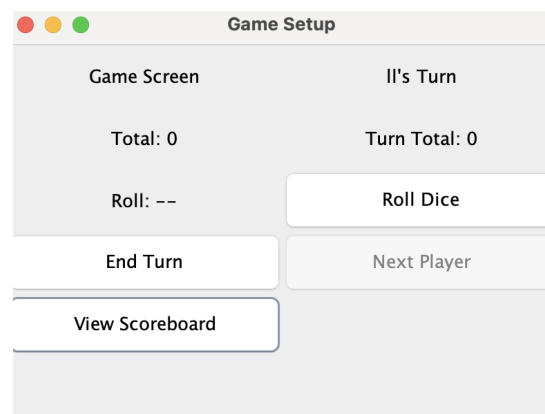 Game Setup
Game Screen
ll's Turn
Total: 0
Turn Total: 0
Roll: --
Roll Dice
End Turn
Next Player
View Scoreboard